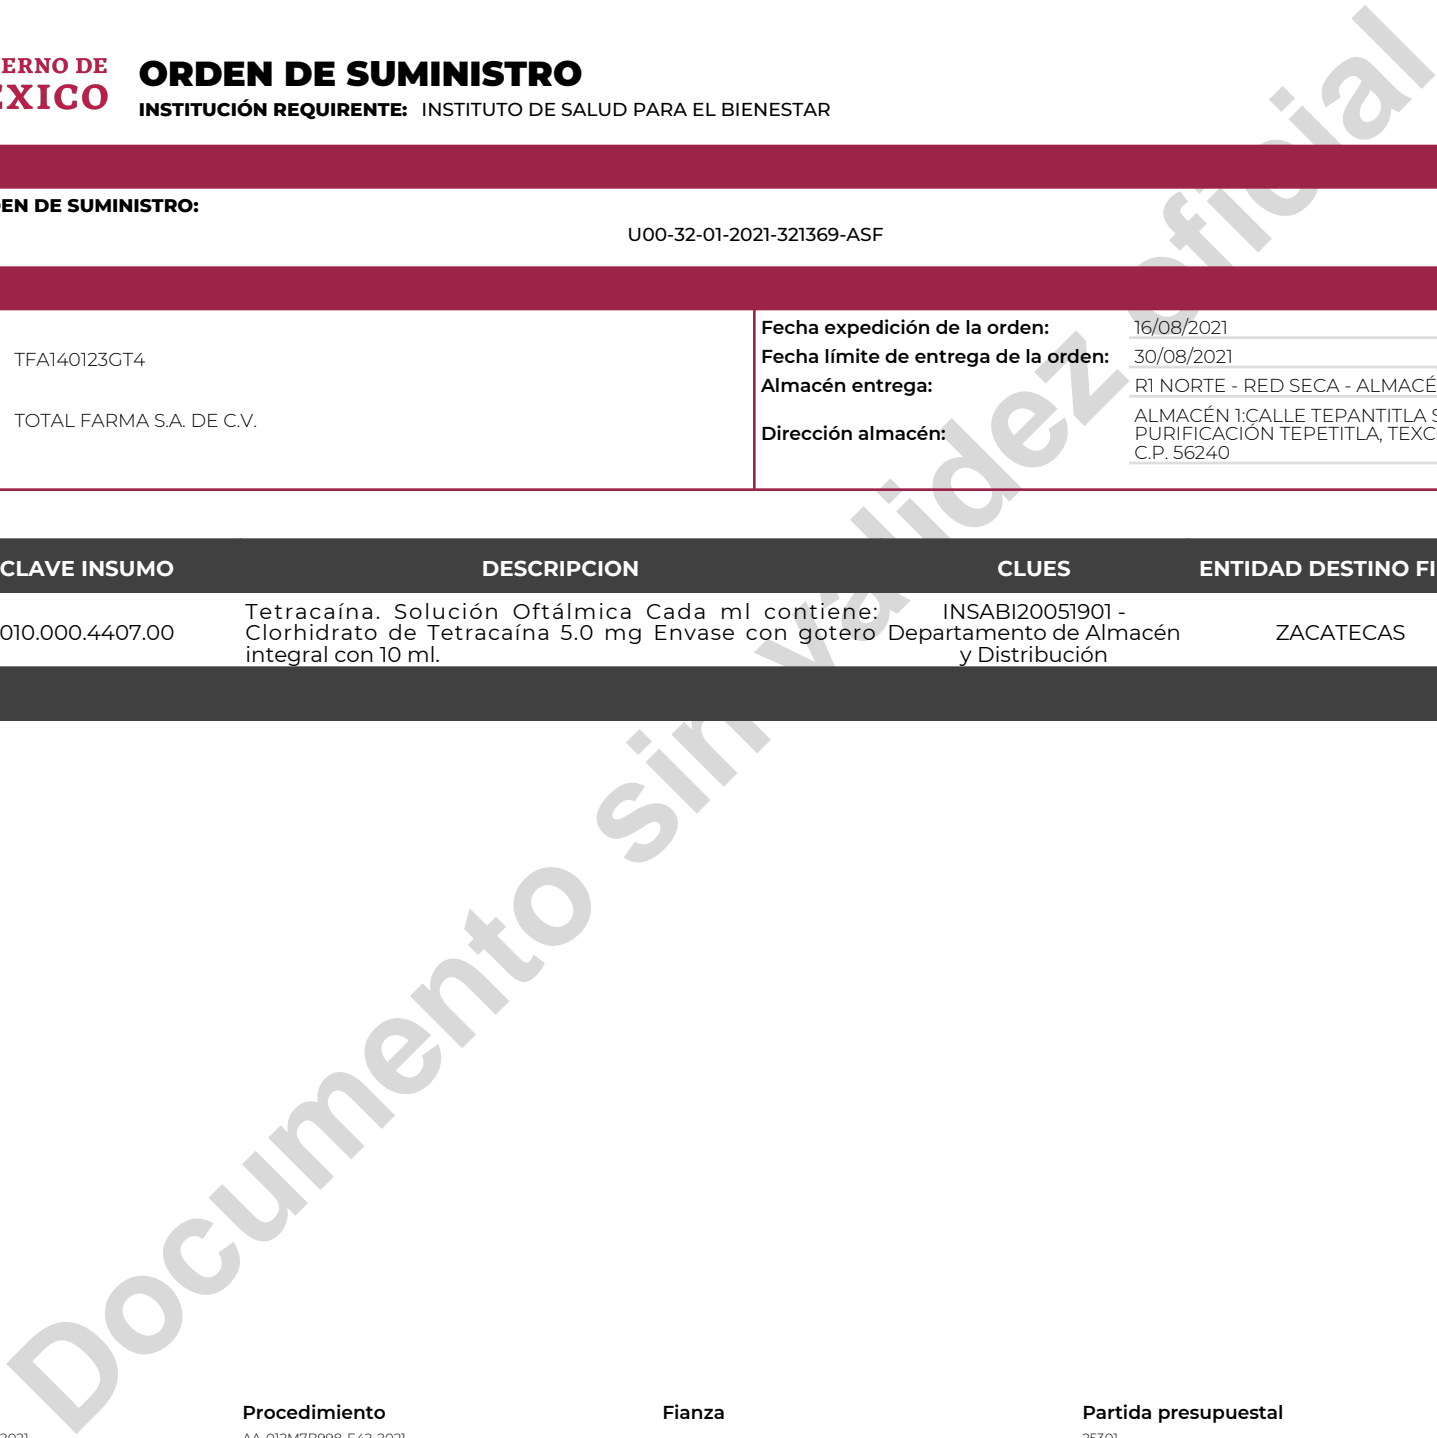 ERNO DE
EXICO
ORDEN DE SUMINISTRO
INSTITUCIÓN REQUIRENTE: INSTITUTO DE SALUD PARA EL BIENESTAR
EN DE SUMINISTRO:
U00-32-01-2021-321369-ASF
TFA140123GT4
TOTAL FARMA S.A. DE C.V.
Fecha expedición de la orden: 16/08/2021
Fecha límite de entrega de la orden: 30/08/2021
Almacén entrega: R1 NORTE - RED SECA - ALMACÉ
Dirección almacén:
ALMACÉN 1:CALLE TEPANTITLA S
PURIFICACIÓN TEPETITLA, TEXC
C.P. 56240
CLAVE INSUMO DESCRIPCION CLUES ENTIDAD DESTINO FI
010.000.4407.00
Tetracaína. Solución Oftálmica Cada ml contiene:
Clorhidrato de Tetracaína 5.0 mg Envase con gotero
integral con 10 ml.
INSABI20051901 -
Departamento de Almacén
y Distribución
ZACATECAS
Documento sin validez oficial
Procedimiento Fianza Partida presupuestal